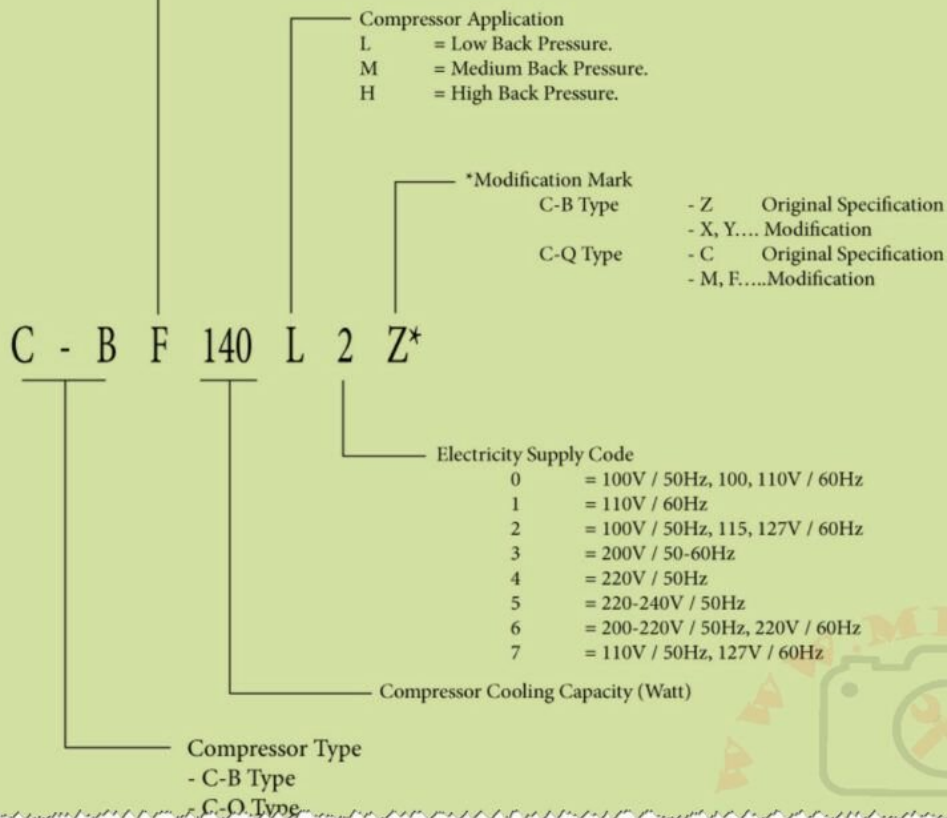 Compressor Application
L = Low Back Pressure.
M = Medium Back Pressure.
H = High Back Pressure.
*Modification Mark
C-B Type - Z Original Specification
- X, Y.... Modification
C-Q Type - C Original Specification
- M, F.....Modification
C - B F 140 L 2 Z*
Electricity Supply Code
0 = 100V / 50Hz, 100, 110V / 60Hz
1 = 110V / 60Hz
2 = 100V / 50Hz, 115, 127V / 60Hz
3 = 200V / 50-60Hz
4 = 220V / 50Hz
5 = 220-240V / 50Hz
6 = 200-220V / 50Hz, 220V / 60Hz
7 = 110V / 50Hz, 127V / 60Hz
Compressor Cooling Capacity (Watt)
Compressor Type
- C-B Type
- C-Q Type